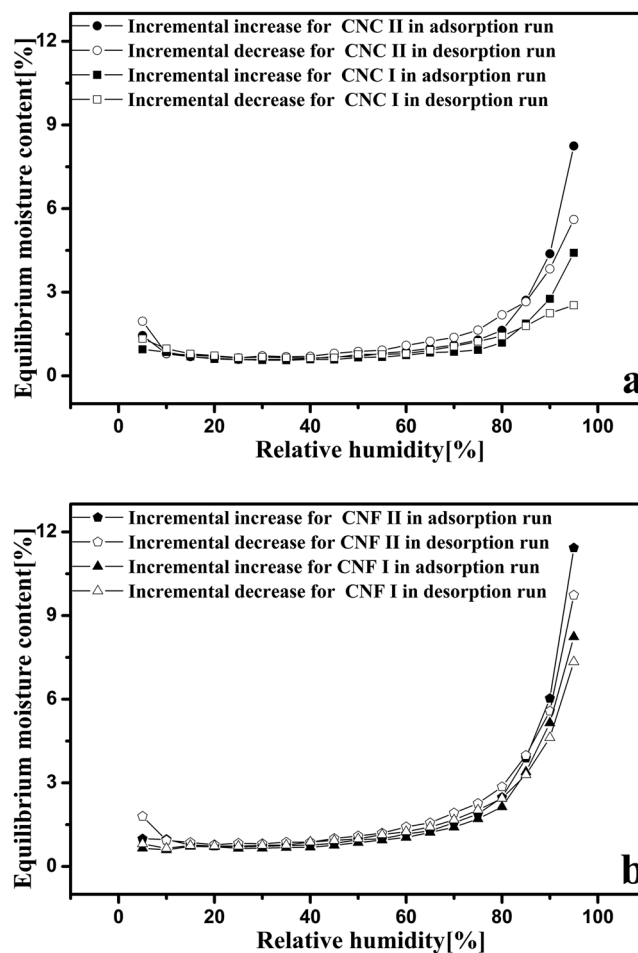 Incremental increase for CNC II in adsorption run
Incremental decrease for CNC II in desorption run
Incremental increase for CNC I in adsorption run
Incremental decrease for CNC I in desorption run
Equilibrium moisture content[%]
12
9
6
3
0
0 20 40 60 80 100
Relative humidity[%]
a
Incremental increase for CNF II in adsorption run
Incremental decrease for CNF II in desorption run
Incremental increase for CNF I in adsorption run
Incremental decrease for CNF I in desorption run
Equilibrium moisture content[%]
12
9
6
3
0
0 20 40 60 80 100
Relative humidity[%]
b